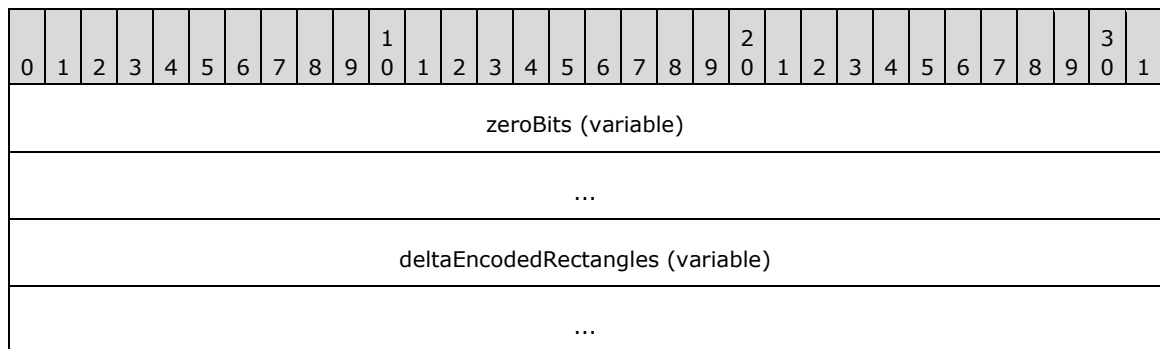 1 2 3
0 1 2 3 4 5 6 7 8 9 0 1 2 3 4 5 6 7 8 9 0 1 2 3 4 5 6 7 8 9 0 1
zeroBits (variable)
...
deltaEncodedRectangles (variable)
...